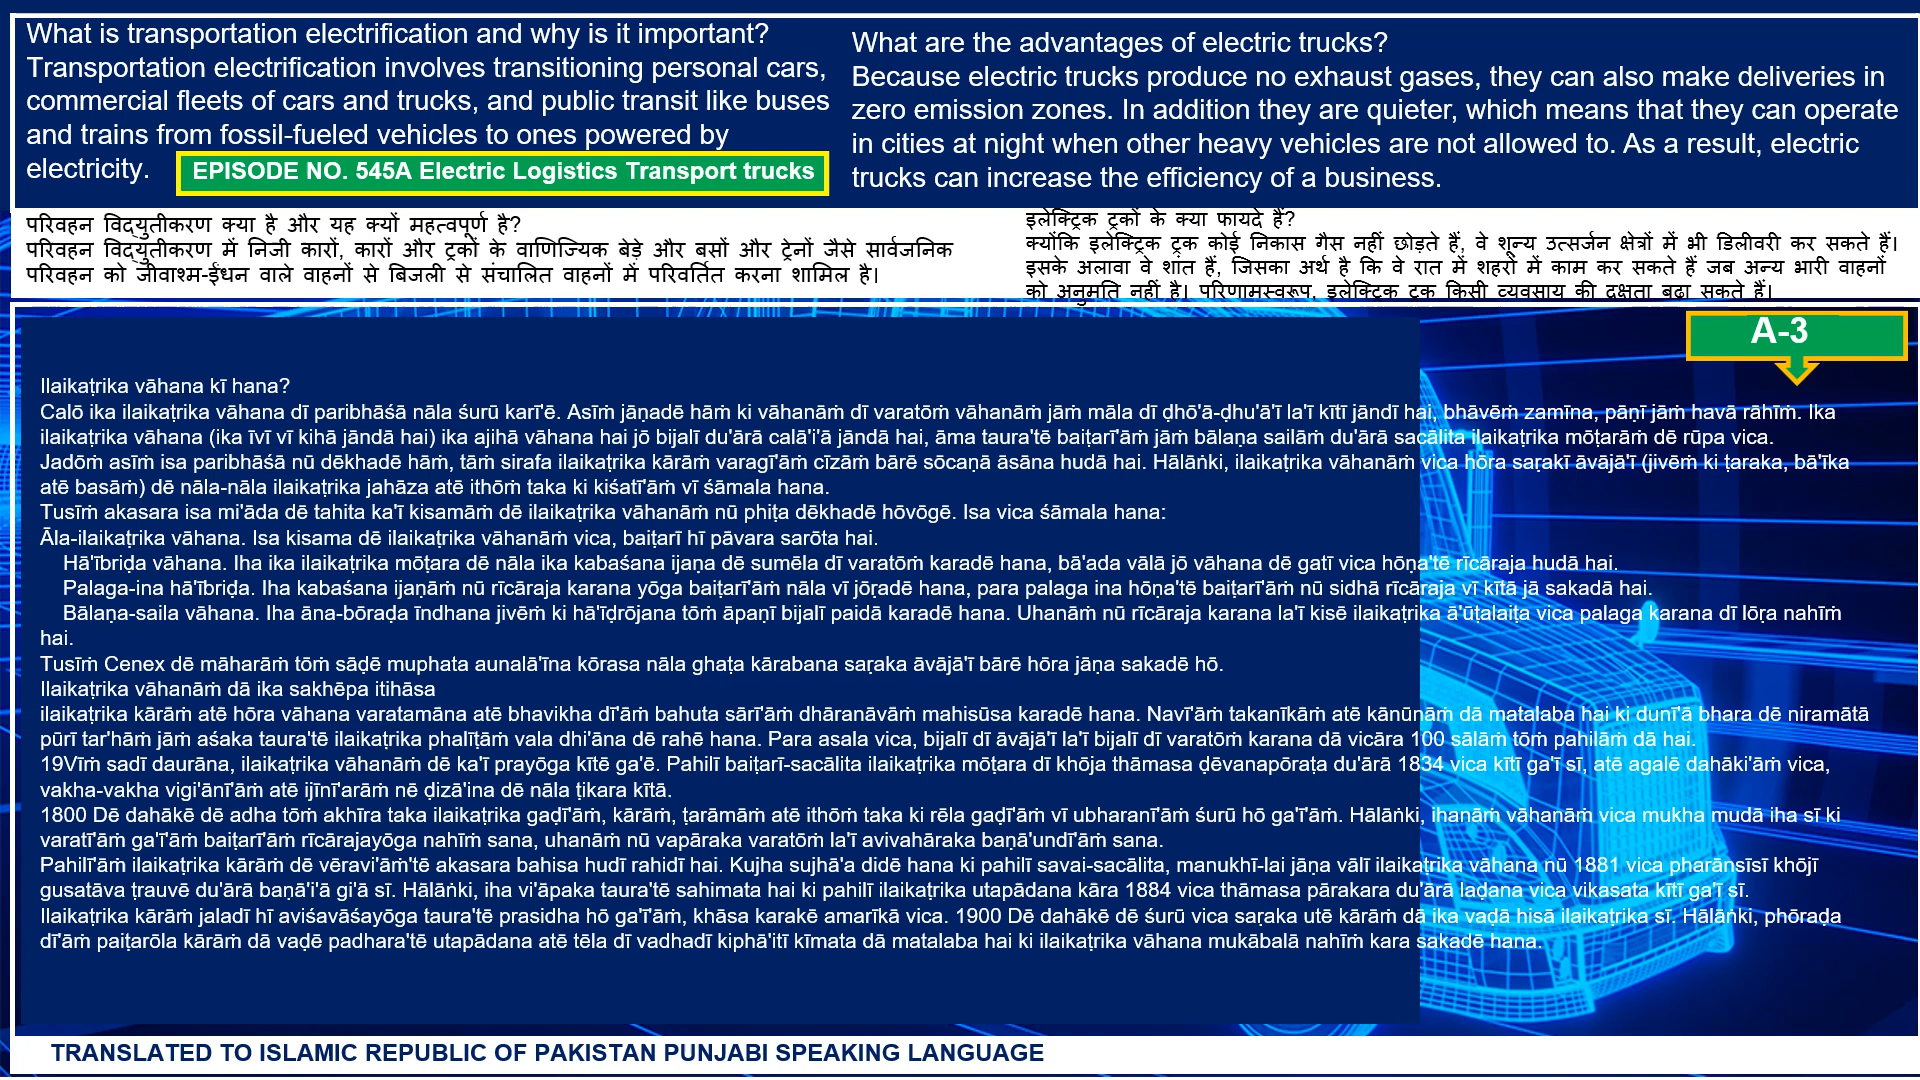 What is transportation electrification and why is it important?
Transportation electrification involves transitioning personal cars,
commercial fleets of cars and trucks, and public transit like buses
and trains from fossil-fueled vehicles to ones powered by
electricity.
EPISODE NO. 545A Electric Logistics Transport trucks
What are the advantages of electric trucks?
Because electric trucks produce no exhaust gases, they can also make deliveries in
zero emission zones. In addition they are quieter, which means that they can operate
in cities at night when other heavy vehicles are not allowed to. As a result, electric
trucks can increase the efficiency of a business.
परिवहन विद्युतीकरण क्या है और यह क्यों महत्वपूर्ण है?
परिवहन विद्युतीकरण में निजी कारों, कारों और ट्रकों के वाणिज्यिक बेड़े और बसों और ट्रेनों जैसे सार्वजनिक
परिवहन को जीवाश्म-ईंधन वाले वाहनों से बिजली से संचालित वाहनों में परिवर्तित करना शामिल है।
इलेक्ट्रिक ट्रकों के क्या फायदे हैं?
क्योंकि इलेक्ट्रिक ट्रक कोई निकास गैस नहीं छोड़ते हैं, वे शून्य उत्सर्जन क्षेत्रों में भी डिलीवरी कर सकते हैं।
इसके अलावा वे शांत हैं, जिसका अर्थ है कि वे रात में शहरों में काम कर सकते हैं जब अन्य भारी वाहनों
को अनुमति नहीं है। परिणामस्वरूप, इलेक्ट्रिक ट्रक किसी व्यवसाय की दक्षता बढ़ा सकते हैं।
A-3
Ilaikaṭrika vāhana kī hana?
Calō ika ilaikaṭrika vāhana dī paribhāśā nāla śurū karī'ē. Asīṁ jāṇadē hāṁ ki vāhanāṁ dī varatōṁ vāhanāṁ jāṁ māla dī ḍhō'ā-ḍhu'ā'ī la'ī kītī jāndī hai, bhāvēṁ zamīna, pāṇī jāṁ havā rāhīṁ. Ika
ilaikaṭrika vāhana (ika īvī vī kihā jāndā hai) ika ajihā vāhana hai jō bijalī du'ārā calā'i'ā jāndā hai, āma taura'tē baiṭarī'āṁ jāṁ bālaṇa sailāṁ du'ārā sacālita ilaikaṭrika mōṭarāṁ dē rūpa vica.
Jadōṁ asīṁ isa paribhāśā nū dēkhadē hāṁ, tāṁ sirafa ilaikaṭrika kārāṁ varagī'āṁ cīzāṁ bārē sōcaṇā āsāna hudā hai. Hālāṅki, ilaikaṭrika vāhanāṁ vica hōra saṛakī āvājā'ī (jivēṁ ki ṭaraka, bā'īka
atē basāṁ) dē nāla-nāla ilaikaṭrika jahāza atē ithōṁ taka ki kiśatī'āṁ vī śāmala hana.
Tusīṁ akasara isa mi'āda dē tahita ka'ī kisamāṁ dē ilaikaṭrika vāhanāṁ nū phiṭa dēkhadē hōvōgē. Isa vica śāmala hana:
Āla-ilaikaṭrika vāhana. Isa kisama dē ilaikaṭrika vāhanāṁ vica, baiṭarī hī pāvara sarōta hai.
Hā'ībriḍa vāhana. Iha ika ilaikaṭrika mōṭara dē nāla ika kabaśana ijaṇa dē sumēla dī varatōṁ karadē hana, bā'ada vālā jō vāhana dē gatī vica hōṇa'tē rīcāraja hudā hai.
Palaga-ina hā'ībriḍa. Iha kabaśana ijaṇāṁ nū rīcāraja karana yōga baiṭarī'āṁ nāla vī jōṛadē hana, para palaga ina hōṇa'tē baiṭarī'āṁ nū sidhā rīcāraja vī kītā jā sakadā hai.
Bālaṇa-saila vāhana. Iha āna-bōraḍa īndhana jivēṁ ki hā'īḍrōjana tōṁ āpaṇī bijalī paidā karadē hana. Uhanāṁ nū rīcāraja karana la'ī kisē ilaikaṭrika ā'ūṭalaiṭa vica palaga karana dī lōṛa nahīṁ
hai.
Tusīṁ Cenex dē māharāṁ tōṁ sāḍē muphata aunalā'īna kōrasa nāla ghaṭa kārabana saṛaka āvājā'ī bārē hōra jāṇa sakadē hō.
Ilaikaṭrika vāhanāṁ dā ika sakhēpa itihāsa
ilaikaṭrika kārāṁ atē hōra vāhana varatamāna atē bhavikha dī'āṁ bahuta sārī'āṁ dhāranāvāṁ mahisūsa karadē hana. Navī'āṁ takanīkāṁ atē kānūnāṁ dā matalaba hai ki dunī'ā bhara dē niramātā
pūrī tar'hāṁ jāṁ aśaka taura'tē ilaikaṭrika phalīṭāṁ vala dhi'āna dē rahē hana. Para asala vica, bijalī dī āvājā'ī la'ī bijalī dī varatōṁ karana dā vicāra 100 sālāṁ tōṁ pahilāṁ dā hai.
19Vīṁ sadī daurāna, ilaikaṭrika vāhanāṁ dē ka'ī prayōga kītē ga'ē. Pahilī baiṭarī-sacālita ilaikaṭrika mōṭara dī khōja thāmasa ḍēvanapōraṭa du'ārā 1834 vica kītī ga'ī sī, atē agalē dahāki'āṁ vica,
vakha-vakha vigi'ānī'āṁ atē ijīnī'arāṁ nē ḍizā'ina dē nāla ṭikara kītā.
1800 Dē dahākē dē adha tōṁ akhīra taka ilaikaṭrika gaḍī'āṁ, kārāṁ, ṭarāmāṁ atē ithōṁ taka ki rēla gaḍī'āṁ vī ubharanī'āṁ śurū hō ga'ī'āṁ. Hālāṅki, ihanāṁ vāhanāṁ vica mukha mudā iha sī ki
varatī'āṁ ga'ī'āṁ baiṭarī'āṁ rīcārajayōga nahīṁ sana, uhanāṁ nū vapāraka varatōṁ la'ī avivahāraka baṇā'undī'āṁ sana.
Pahilī'āṁ ilaikaṭrika kārāṁ dē vēravi'āṁ'tē akasara bahisa hudī rahidī hai. Kujha sujhā'a didē hana ki pahilī savai-sacālita, manukhī-lai jāṇa vālī ilaikaṭrika vāhana nū 1881 vica pharānsīsī khōjī
gusatāva ṭrauvē du'ārā baṇā'i'ā gi'ā sī. Hālāṅki, iha vi'āpaka taura'tē sahimata hai ki pahilī ilaikaṭrika utapādana kāra 1884 vica thāmasa pārakara du'ārā laḍana vica vikasata kītī ga'ī sī.
Ilaikaṭrika kārāṁ jaladī hī aviśavāśayōga taura'tē prasidha hō ga'ī'āṁ, khāsa karakē amarīkā vica. 1900 Dē dahākē dē śurū vica saṛaka utē kārāṁ dā ika vaḍā hisā ilaikaṭrika sī. Hālāṅki, phōraḍa
dī'āṁ paiṭarōla kārāṁ dā vaḍē padhara'tē utapādana atē tēla dī vadhadī kiphā'itī kīmata dā matalaba hai ki ilaikaṭrika vāhana mukābalā nahīṁ kara sakadē hana.
TRANSLATED TO ISLAMIC REPUBLIC OF PAKISTAN PUNJABI SPEAKING LANGUAGE